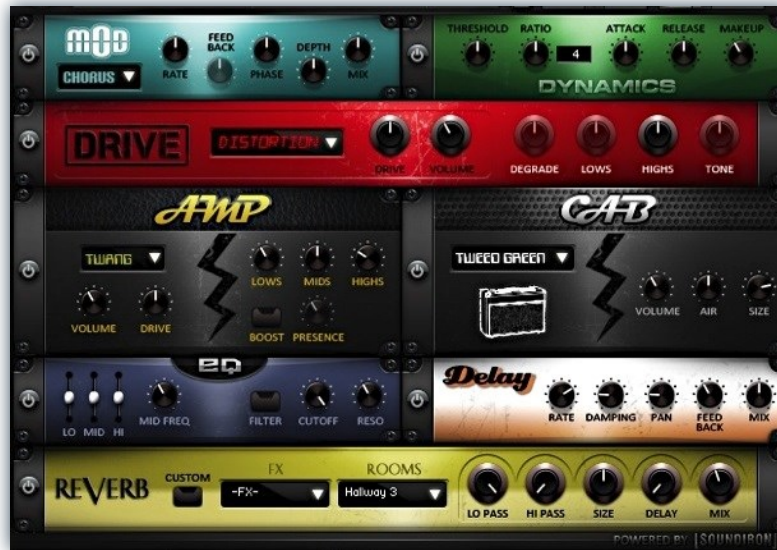 MOD
CHORUS
RATE
FEED
BACK
PHASE
DEPTH
MIX
THRESHOLD RATIO 4 ATTACK RELEASE MAKEUP
DYNAMICS
DRIVE
DISTORTION
DRIVE VOLUME DEGRADE LOWS HIGHS TONE
AMP
TWANG
LOWS MIDS HIGHS
VOLUME DRIVE
BOOST PRESENCE
CAB
TWEED GREEN
VOLUME AIR SIZE
EQ
LO MID HI
MID FREQ FILTER CUTOFF RESO
Delay
RATE DAMPING PAN FEED
BACK MIX
REVERB
CUSTOM
FX
-FX-
ROOMS
Hallway 3
LO PASS HI PASS SIZE DELAY MIX
POWERED BY SOUNDIRON